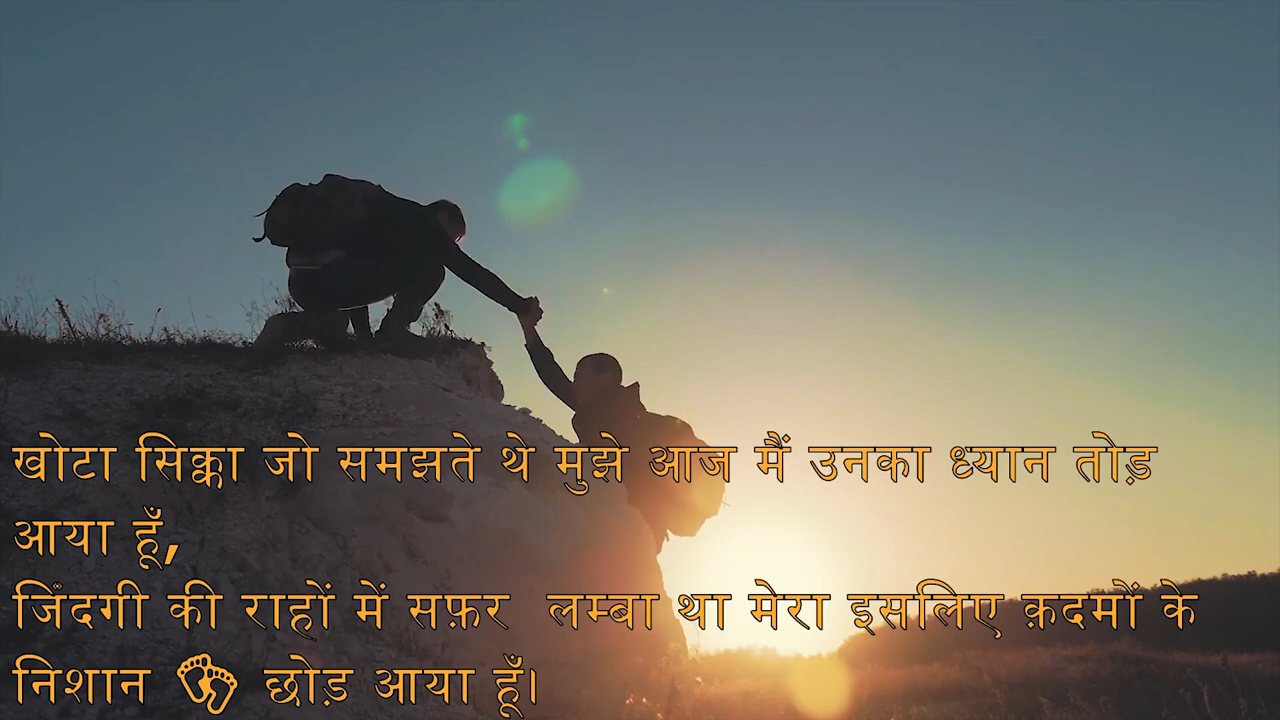 खोटा सिक्का जो समझते थे मुझे आज मैं उनका ध्यान तोड़
आया हूँ,
जिंदगी की राहों में सफ़र लम्बा था मेरा इसलिए क़दमों के
निशान 👣 छोड़ आया हूँ।